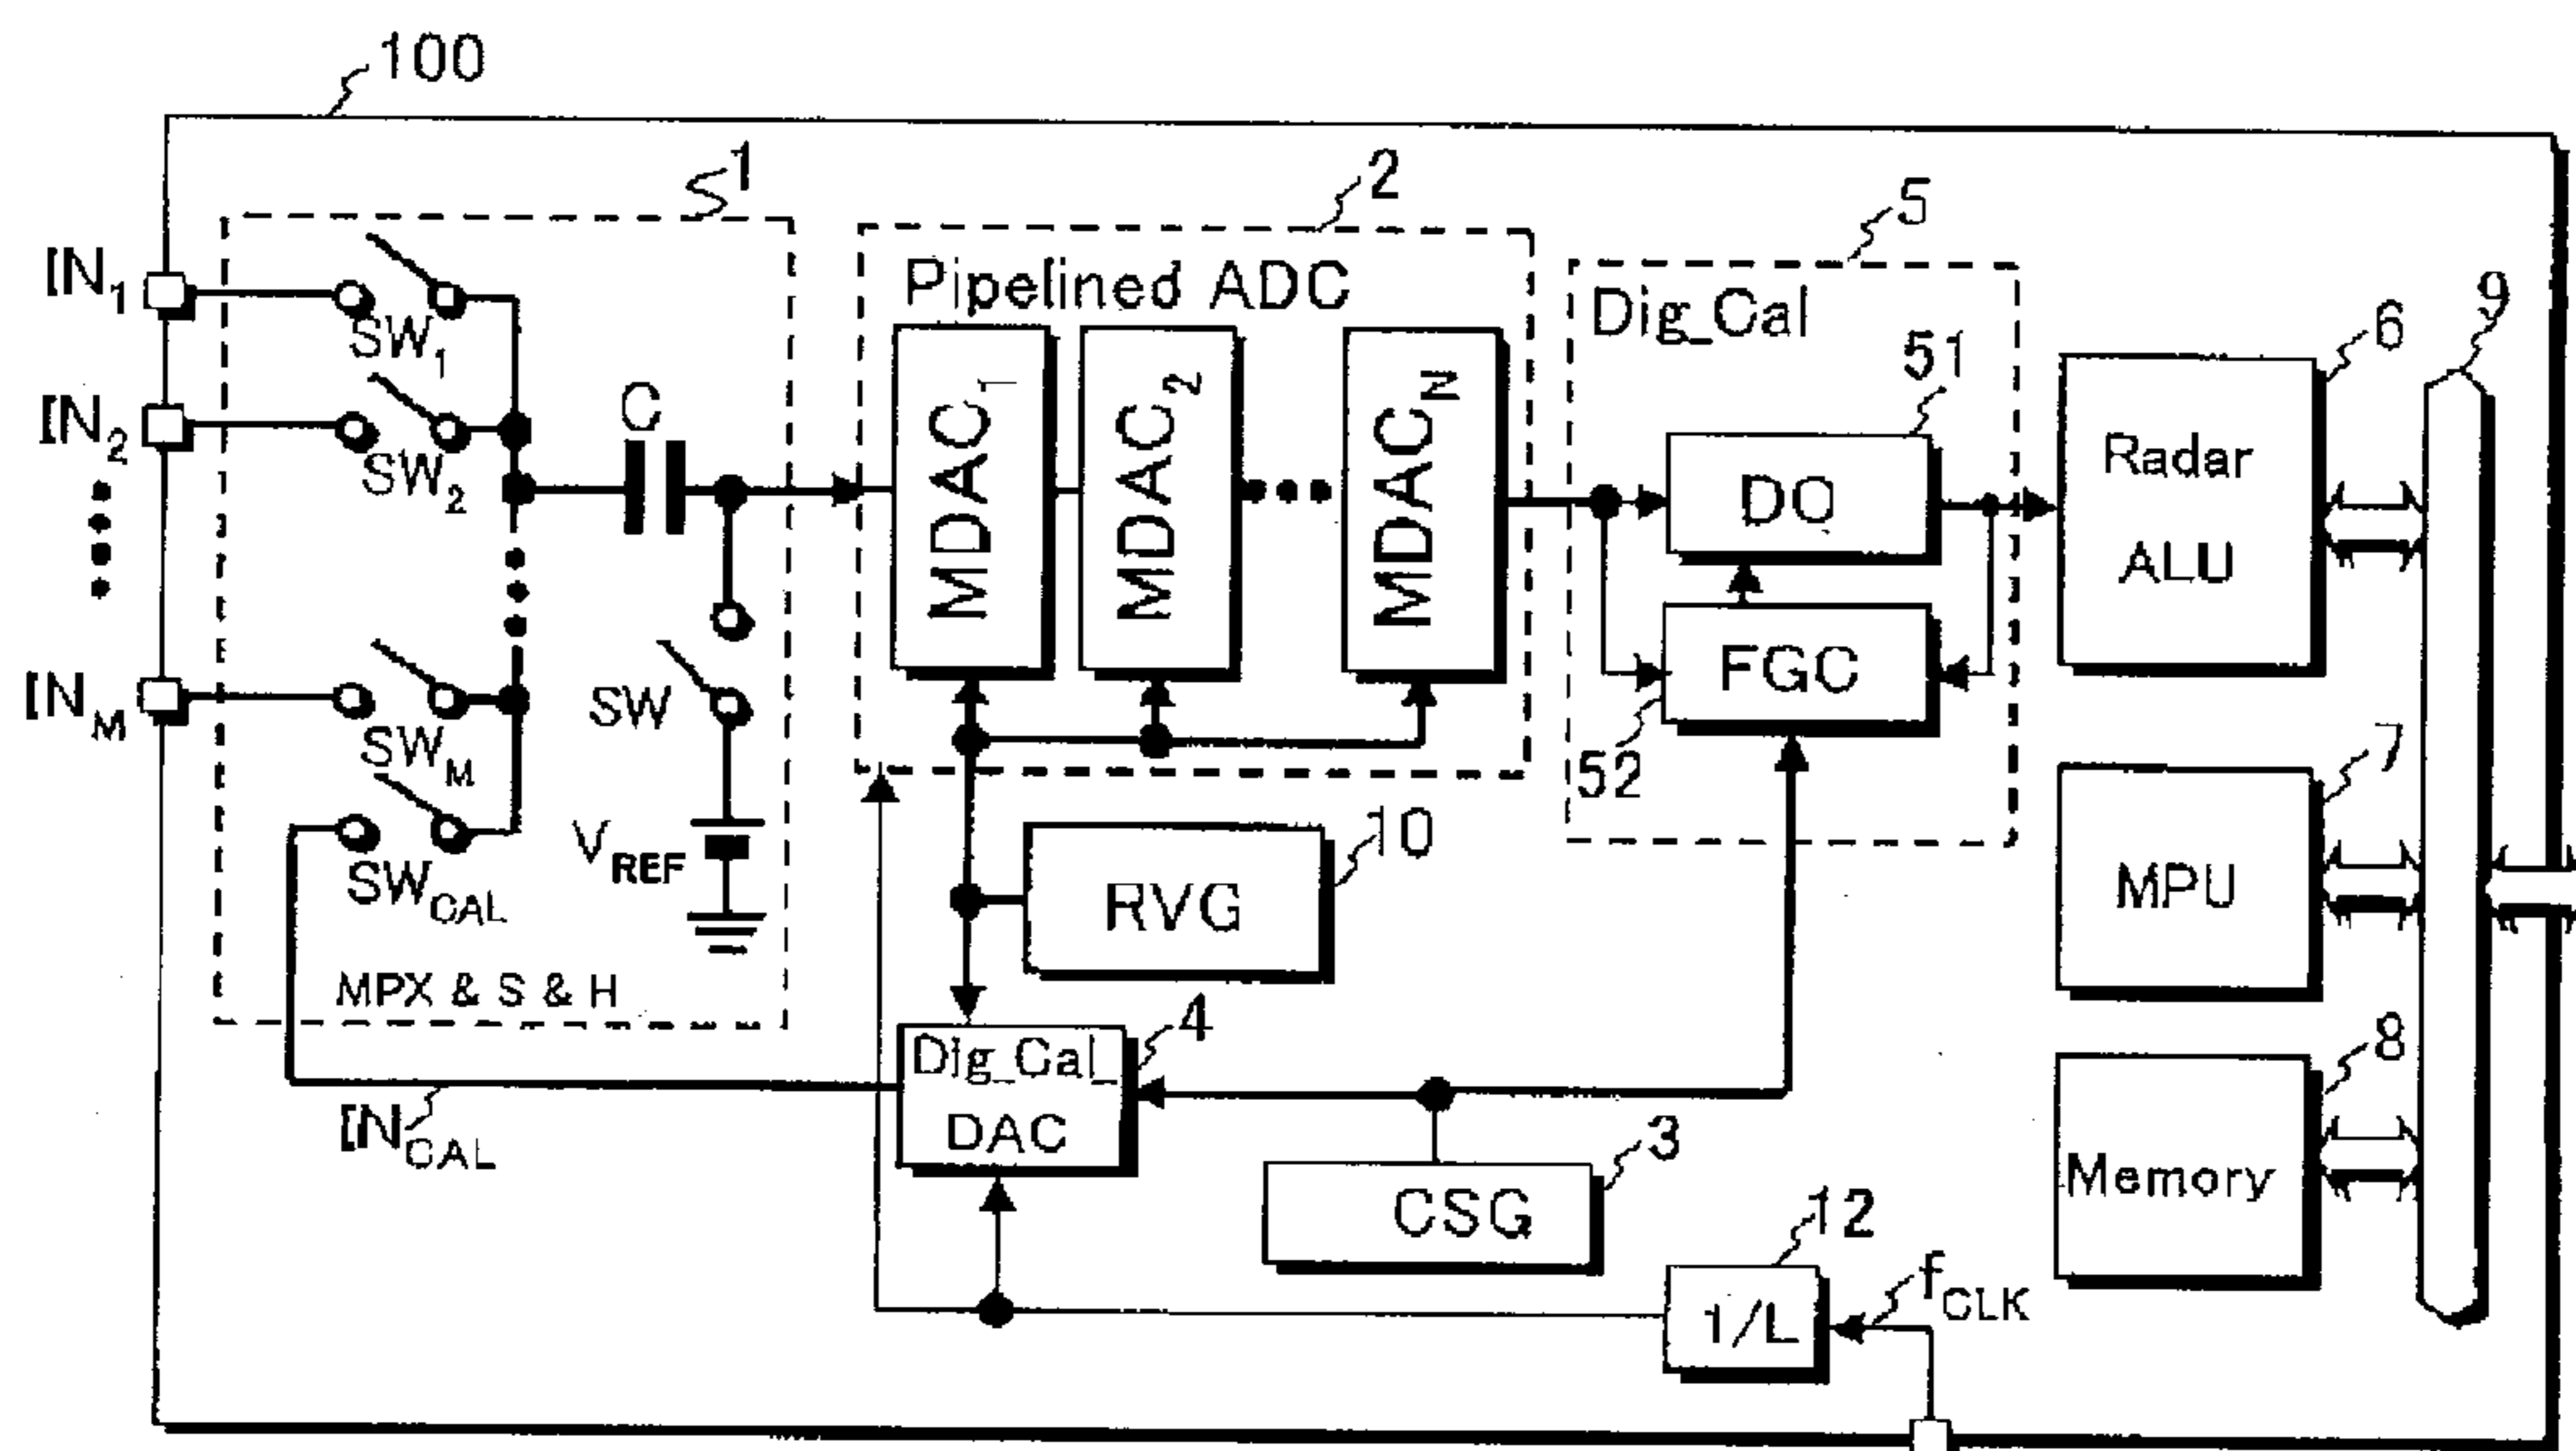 100
1
2
5
Pipelined ADC
Dig_Cal
9
IN1
SW1
MDAC1
MDAC2
MDACN
51
6
IN2
SW2
C
DO
Radar
ALU
INM
SWM
SW
FGC
52
7
SWCAL
VREF
10
RVG
MPU
MPX & S & H
4
Dig_Cal_
DAC
8
INCAL
3
CSG
Memory
12
1/L
fCLK